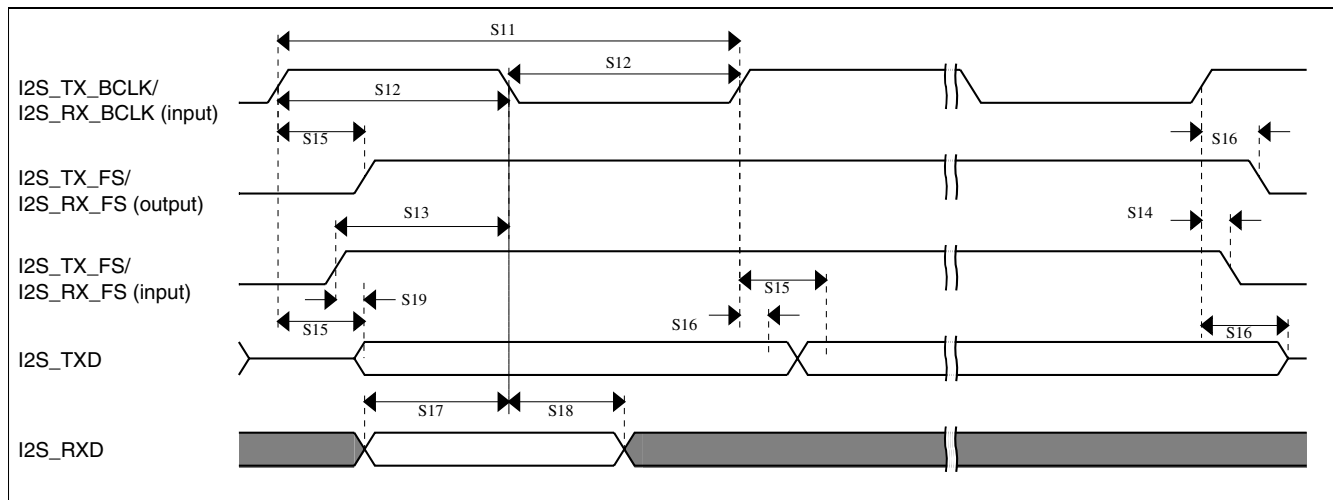 S11
S12
I2S_TX_BCLK/
I2S_RX_BCLK (input)
S12
S15
S16
I2S_TX_FS/
I2S_RX_FS (output)
S13
S14
I2S_TX_FS/
I2S_RX_FS (input)
S15
S19
S15
S16
S16
I2S_TXD
S17
S18
I2S_RXD